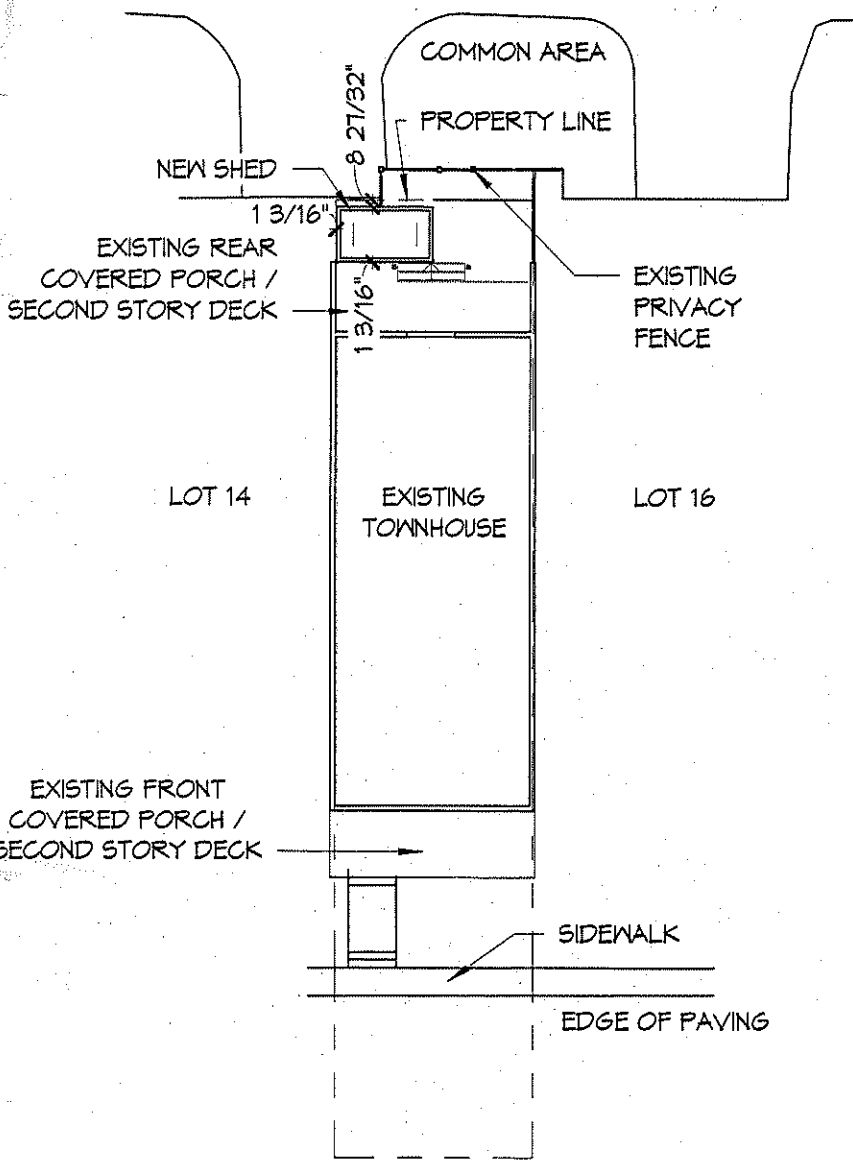 COMMON AREA
8 27/32"
PROPERTY LINE
NEW SHED
1 3/16"
EXISTING REAR
COVERED PORCH /
SECOND STORY DECK
1 3/16"
EXISTING
PRIVACY
FENCE
LOT 14
EXISTING
TOWNHOUSE
LOT 16
EXISTING FRONT
COVERED PORCH /
SECOND STORY DECK
SIDEWALK
EDGE OF PAVING